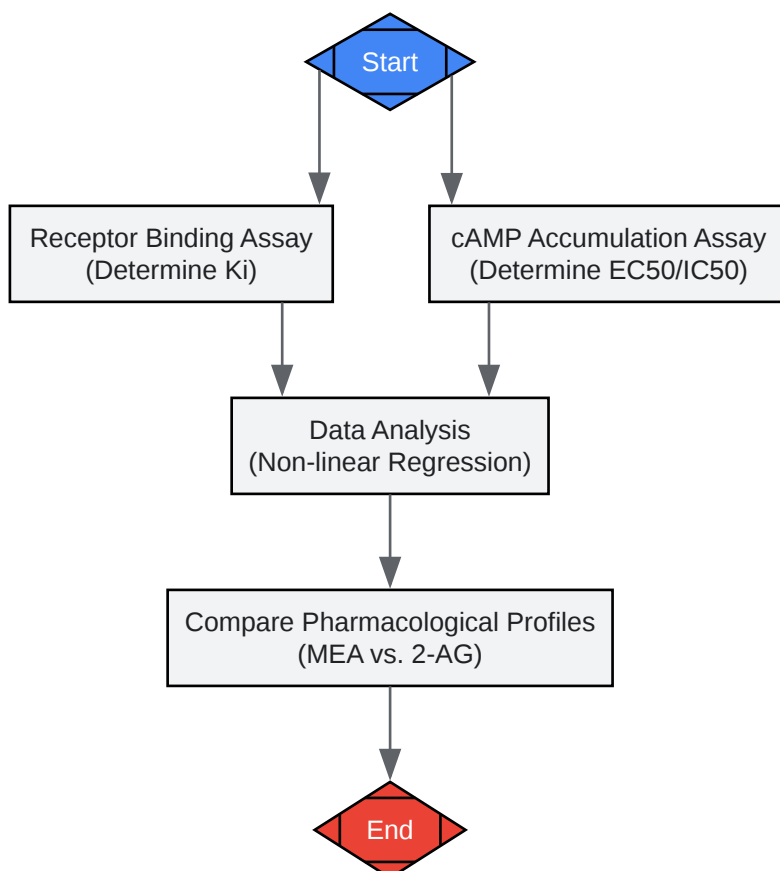 Start
Receptor Binding Assay
(Determine Ki)
cAMP Accumulation Assay
(Determine EC50/IC50)
Data Analysis
(Non-linear Regression)
Compare Pharmacological Profiles
(MEA vs. 2-AG)
End